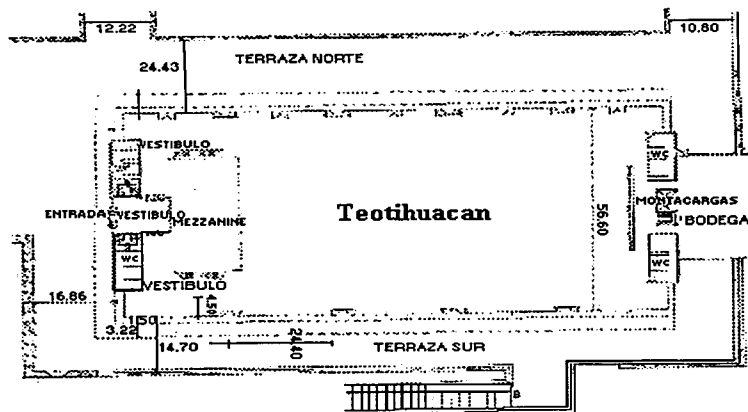 12.22
10.80
24.43
TERRAZA NORTE
VESTIBULO
WC
ENTRADA
VESTIBULO
MEZZANINE
Teotihuacan
56.60
MONTACARGAS
BODEGA
WC
WC
VESTIBULO
16.86
4.50
1.50
3.22
14.70
24.40
TERRAZA SUR
B